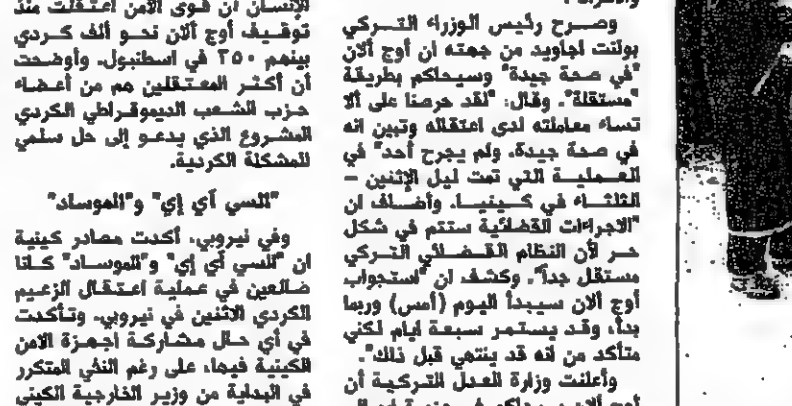 وصرح رئيس الوزراء التركي
بولنت اجاويد من جهته ان أوج ألان
"في صحة جيدة" وسيحاكم بطريقة
"مستقلة". وقال: "لقد حرصنا على ألا
تساء معاملته لدى اعتقاله وتبين انه
في صحة جيدة. ولم يجرح أحد" في
العملية التي تمت ليل الإثنين –
الثلثاء في كينيا. وأضاف ان
"الاجراءات القضائية ستتم في شكل
حر لأن النظام القضائي التركي
مستقل جداً". وكشف ان "استجواب
أوج ألان سيبدأ اليوم (أمس) وربما
بدأ، وقد يستمر سبعة ايام لكني
متأكد من انه قد ينتهي قبل ذلك".
وأعلنت وزارة العدل التركية أن
الإنسان ان قوى الأمن اعتقلت منذ
توقيف أوج ألان نحو ألف كردي
بينهم ٢٥٠ في اسطنبول. وأوضحت
أن أكثر المعتقلين هم من أعضاء
حزب الشعب الديموقراطي الكردي
المشروع الذي يدعو إلى حل سلمي
للمشكلة الكردية.
"السي آي إي" و"الموساد"
وفي نيروبي، أكدت مصادر كينية
ان "السي آي إي" و"الموساد" كانا
ضالعين في عملية اعتقال الزعيم
الكردي الاثنين في نيروبي. وتأكدت
في أي حال مشاركة اجهزة الامن
الكينية فيها، على رغم النفي المتكرر
في البداية من وزير الخارجية الكيني